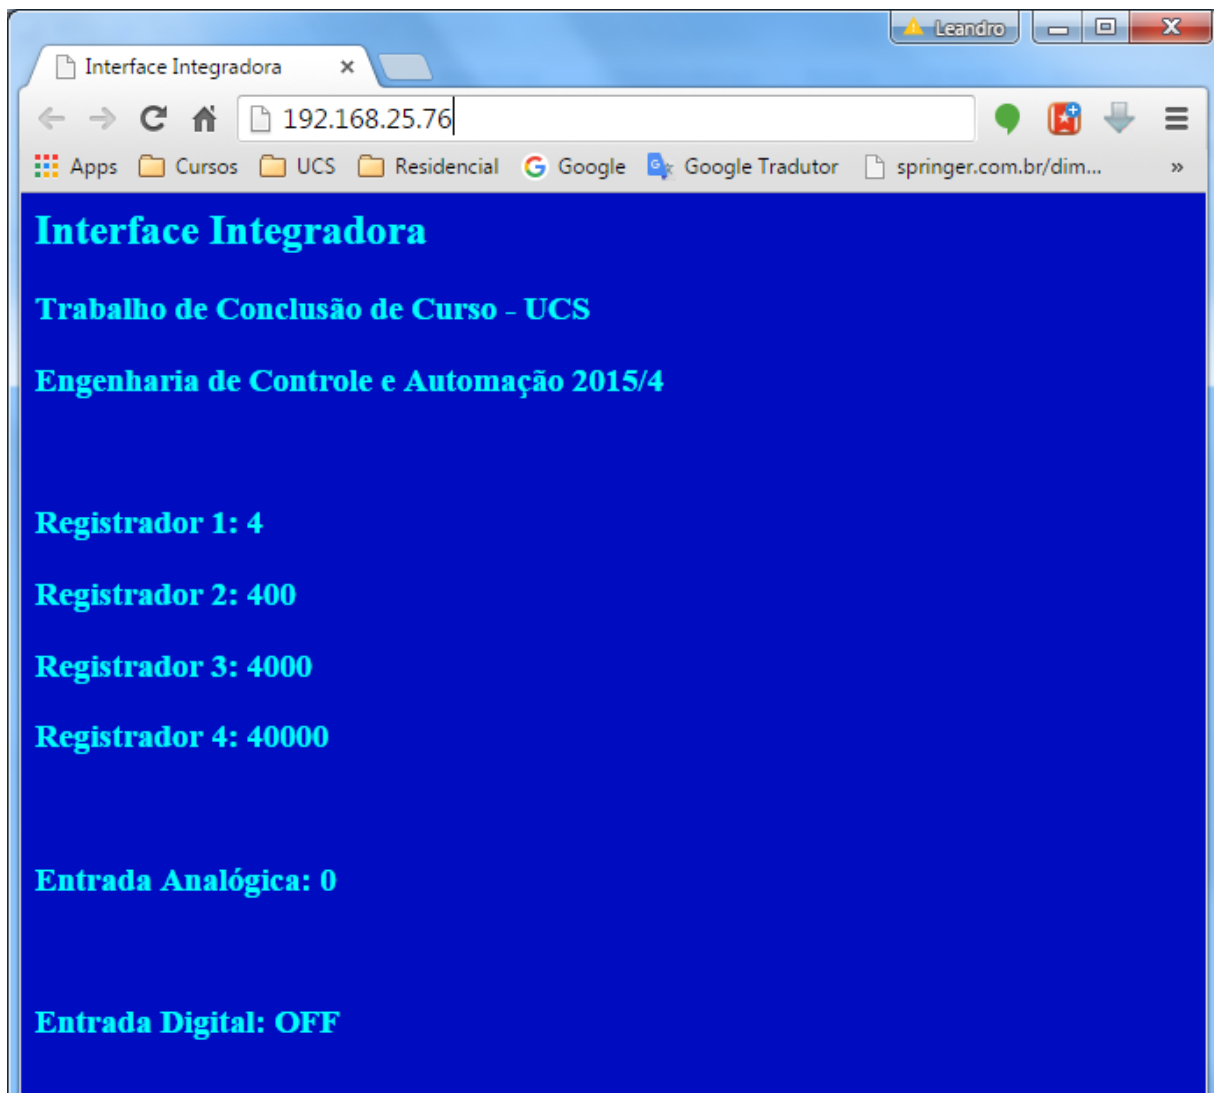 Leandro
Interface Integradora
192.168.25.76
Apps Cursos UCS Residencial Google Google Tradutor springer.com.br/dim... »
Interface Integradora
Trabalho de Conclusão de Curso - UCS
Engenharia de Controle e Automação 2015/4
Registrador 1: 4
Registrador 2: 400
Registrador 3: 4000
Registrador 4: 40000
Entrada Analógica: 0
Entrada Digital: OFF